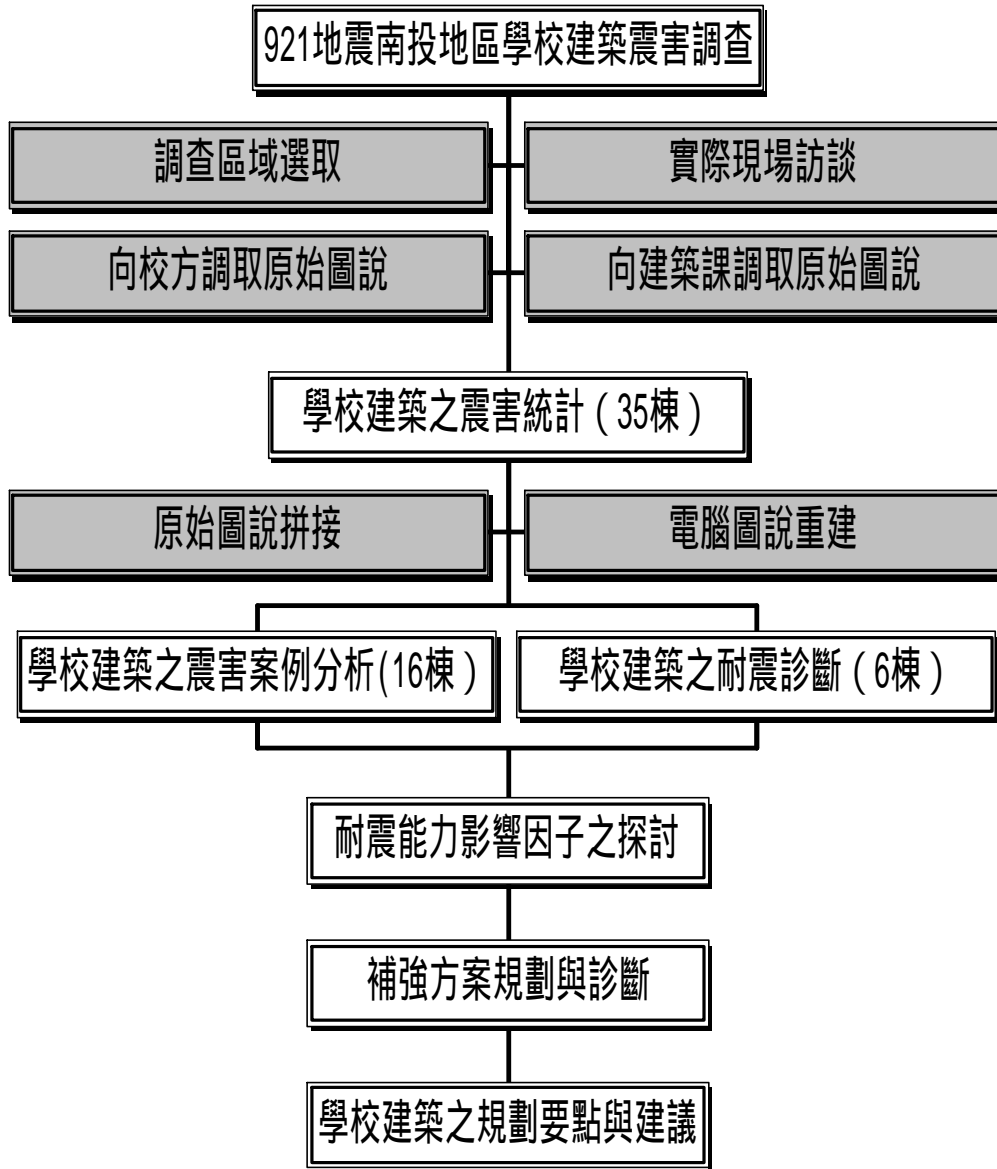 921地震南投地區學校建築震害調查
調查區域選取
實際現場訪談
向校方調取原始圖說
向建築課調取原始圖說
學校建築之震害統計（35棟）
原始圖說拼接
電腦圖說重建
學校建築之震害案例分析(16棟）
學校建築之耐震診斷（6棟）
耐震能力影響因子之探討
補強方案規劃與診斷
學校建築之規劃要點與建議